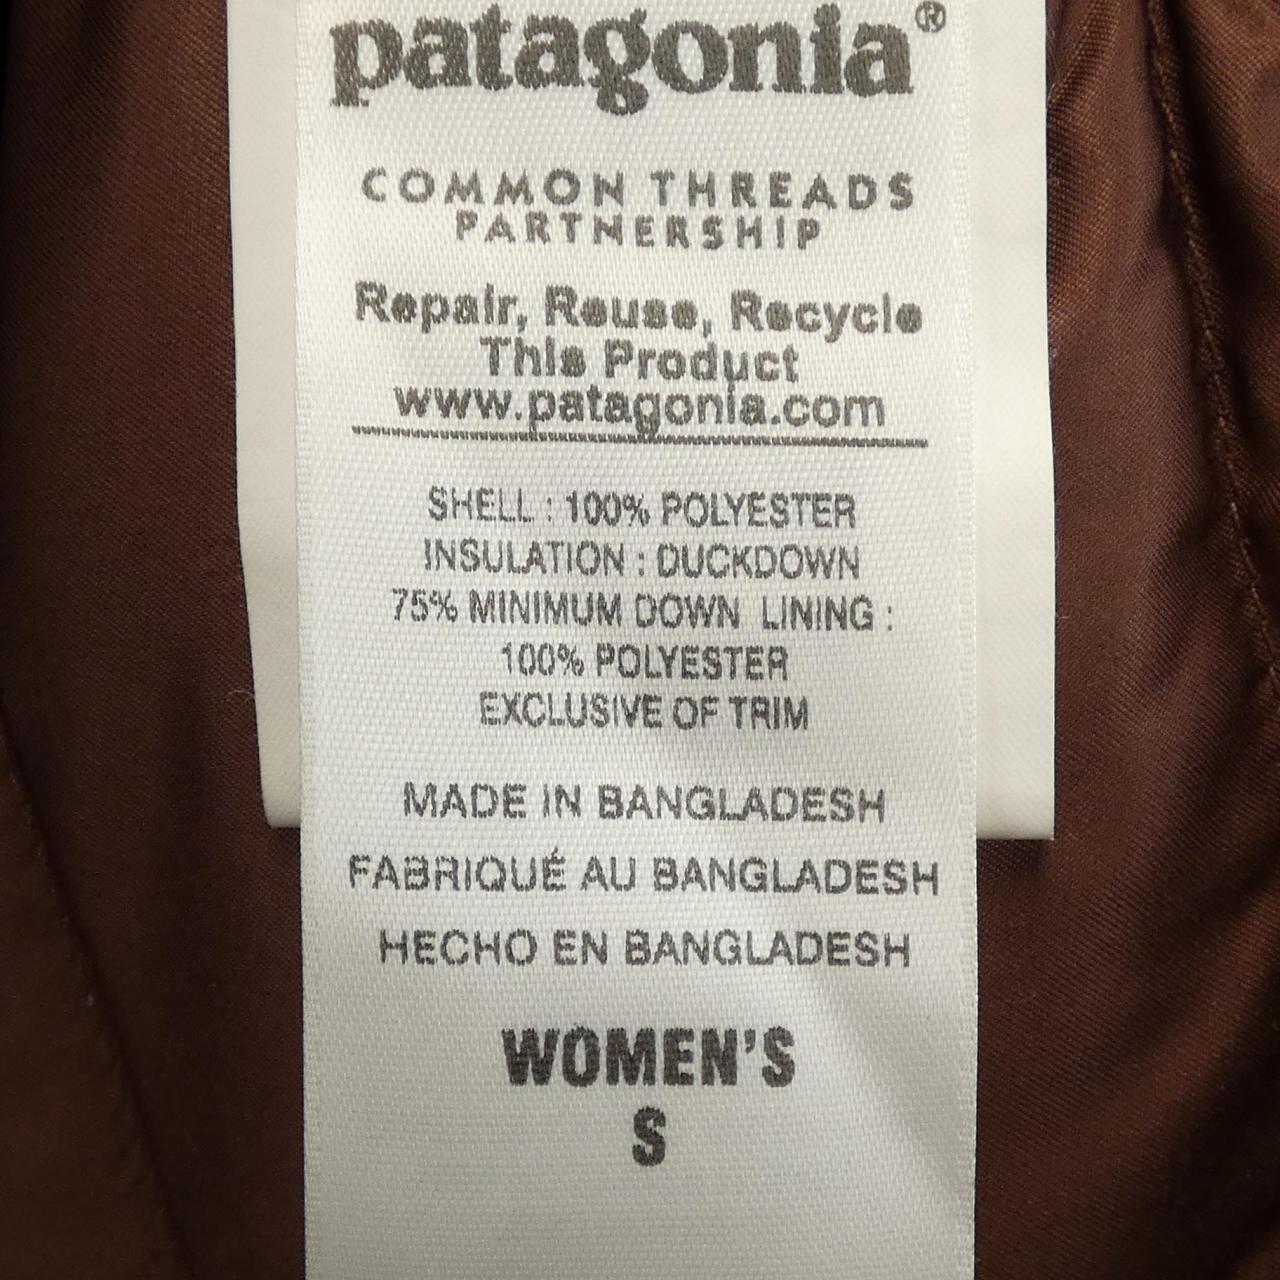 patagonia®
COMMON THREADS
PARTNERSHIP
Repair, Reuse, Recycle
This Product
www.patagonia.com
SHELL : 100% POLYESTER
INSULATION : DUCKDOWN
75% MINIMUM DOWN LINING :
100% POLYESTER
EXCLUSIVE OF TRIM
MADE IN BANGLADESH
FABRIQUÉ AU BANGLADESH
HECHO EN BANGLADESH
WOMEN'S
S